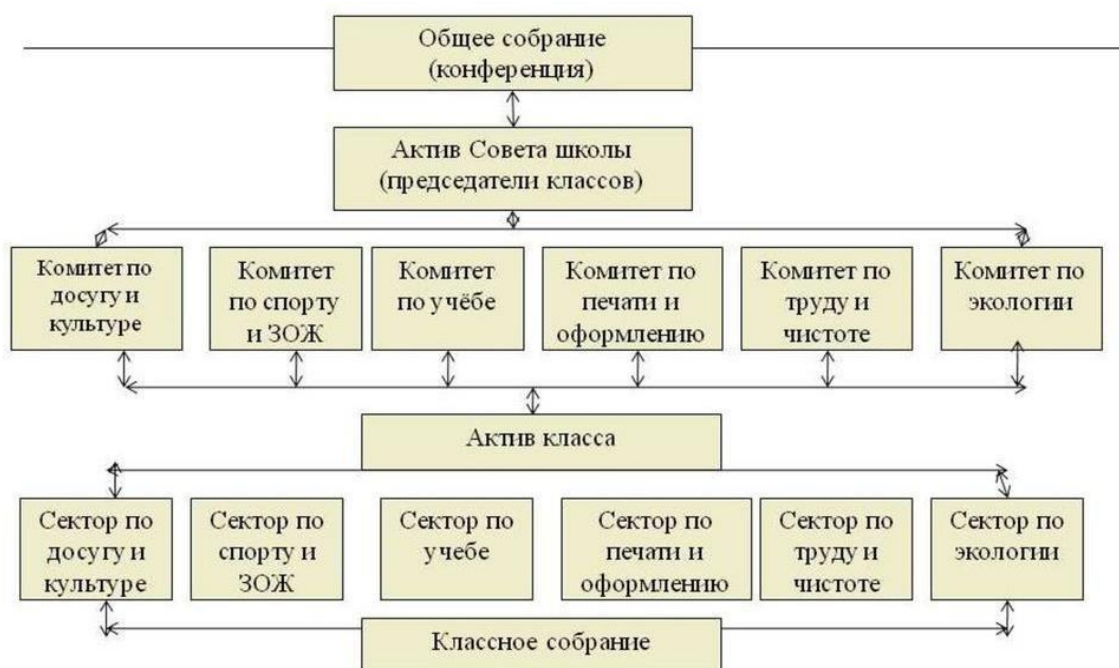 Общее собрание
(конференция)
Актив Совета школы
(председатели классов)
Комитет по
досугу и
культуре
Комитет
по спорту
и ЗОЖ
Комитет
по учёбе
Комитет по
печати и
оформлению
Комитет по
труду и
чистоте
Комитет по
экологии
Актив класса
Сектор по
досугу и
культуре
Сектор по
спорту и
ЗОЖ
Сектор по
учебе
Сектор по
печати и
оформлению
Сектор по
труду и
чистоте
Сектор по
экологии
Классное собрание